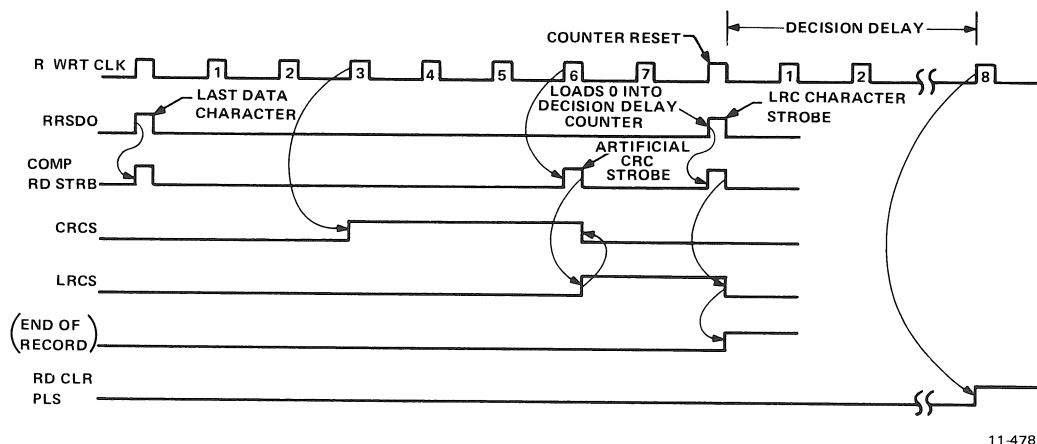 DECISION DELAY
COUNTER RESET
R WRT CLK
1 2 3 4 5 6 7 1 2 8
LAST DATA
CHARACTER
LOADS 0 INTO
DECISION DELAY
COUNTER
LRC CHARACTER
STROBE
RRSDO
ARTIFICIAL
CRC
STROBE
COMP
RD STRB
CRCS
LRCS
(END OF
RECORD)
RD CLR
PLS
11-478